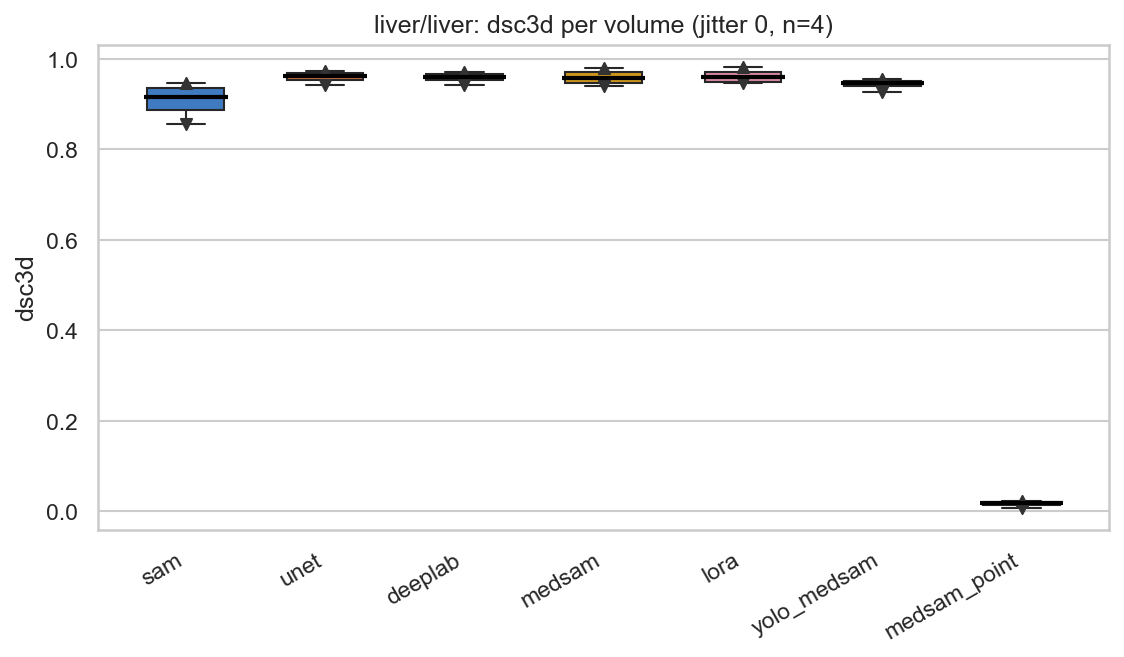 liver/liver: dsc3d per volume (jitter 0, n=4)
dsc3d
1.0
0.8
0.6
0.4
0.2
0.0
sam
unet
deeplab
medsam
lora
yolo_medsam
medsam_point